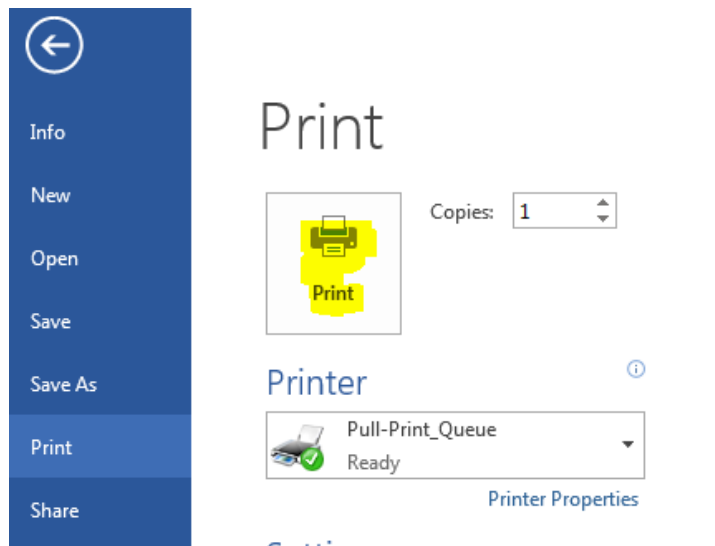 Info
New
Open
Save
Save As
Print
Share
Print
Print
Copies: 1
Printer
Pull-Print_Queue
Ready
Printer Properties